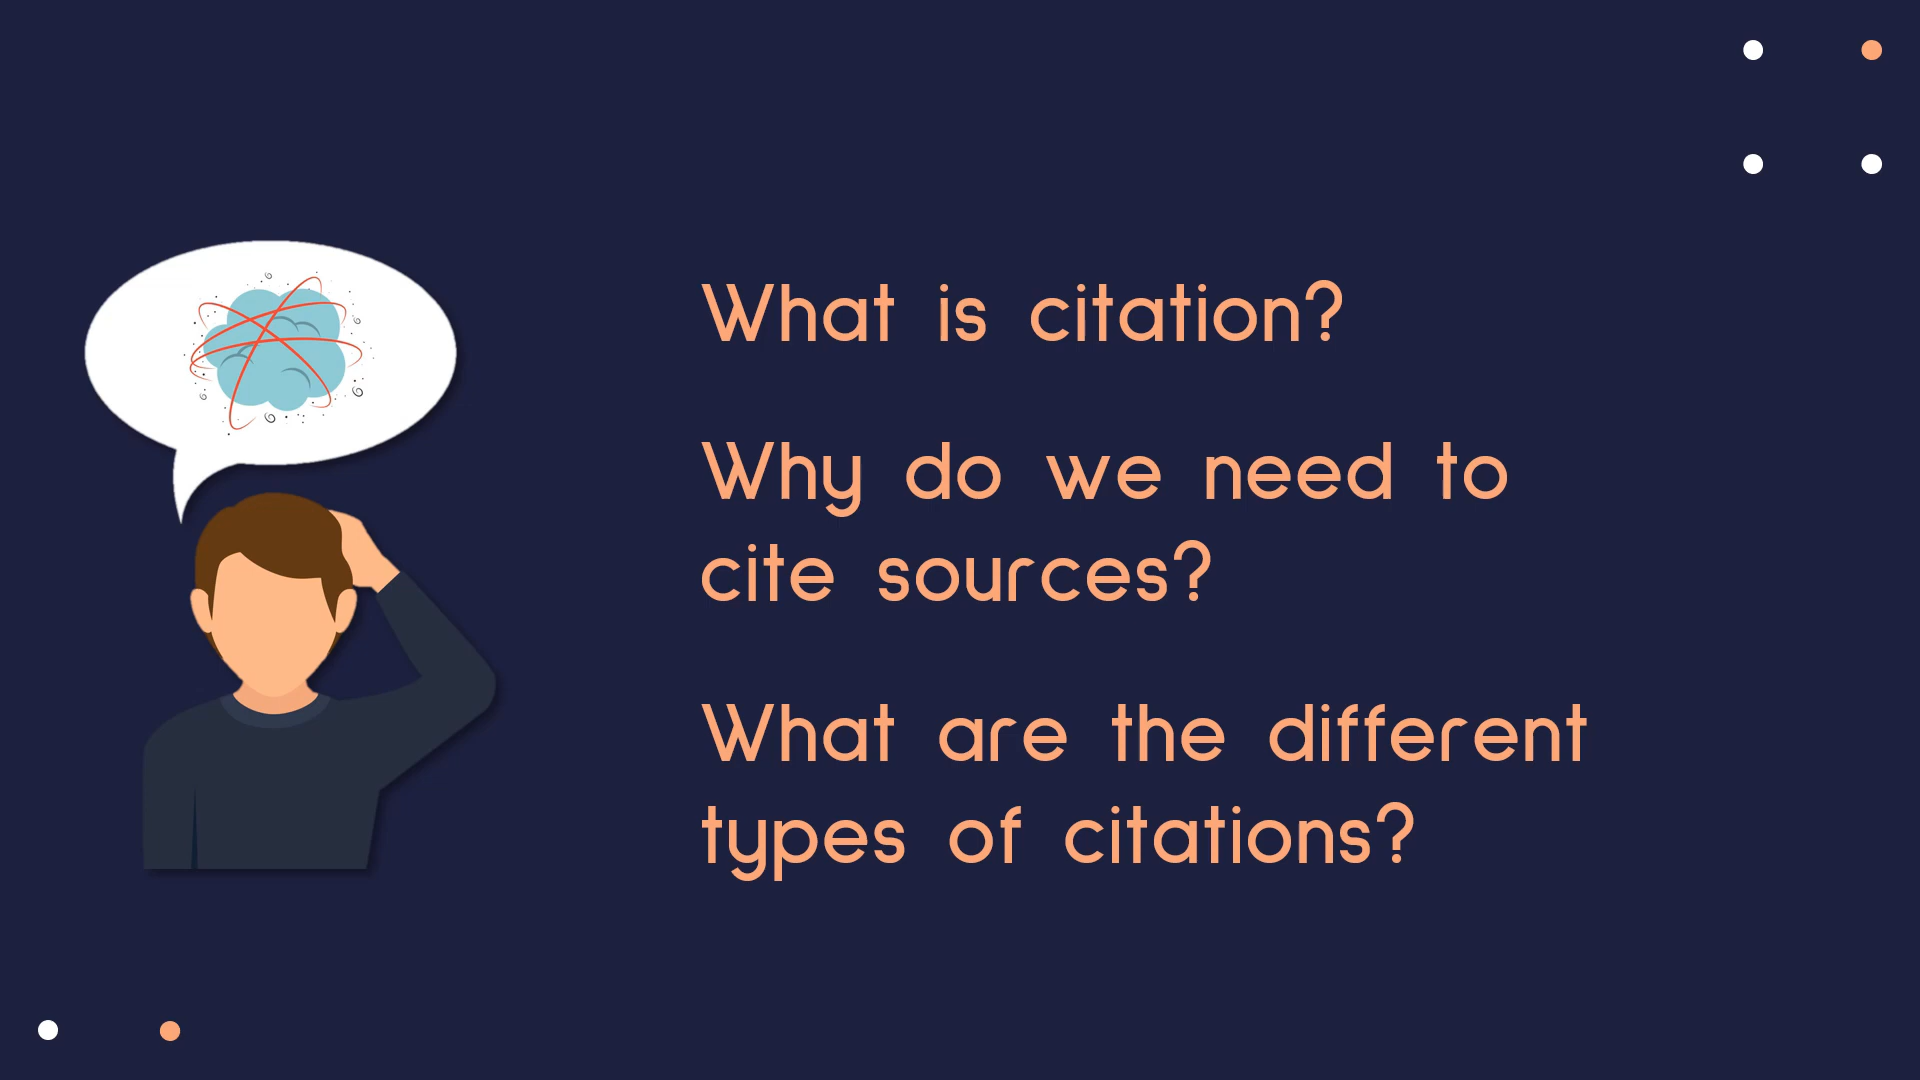 What is citation?
Why do we need to
cite sources?
What are the different
types of citations?